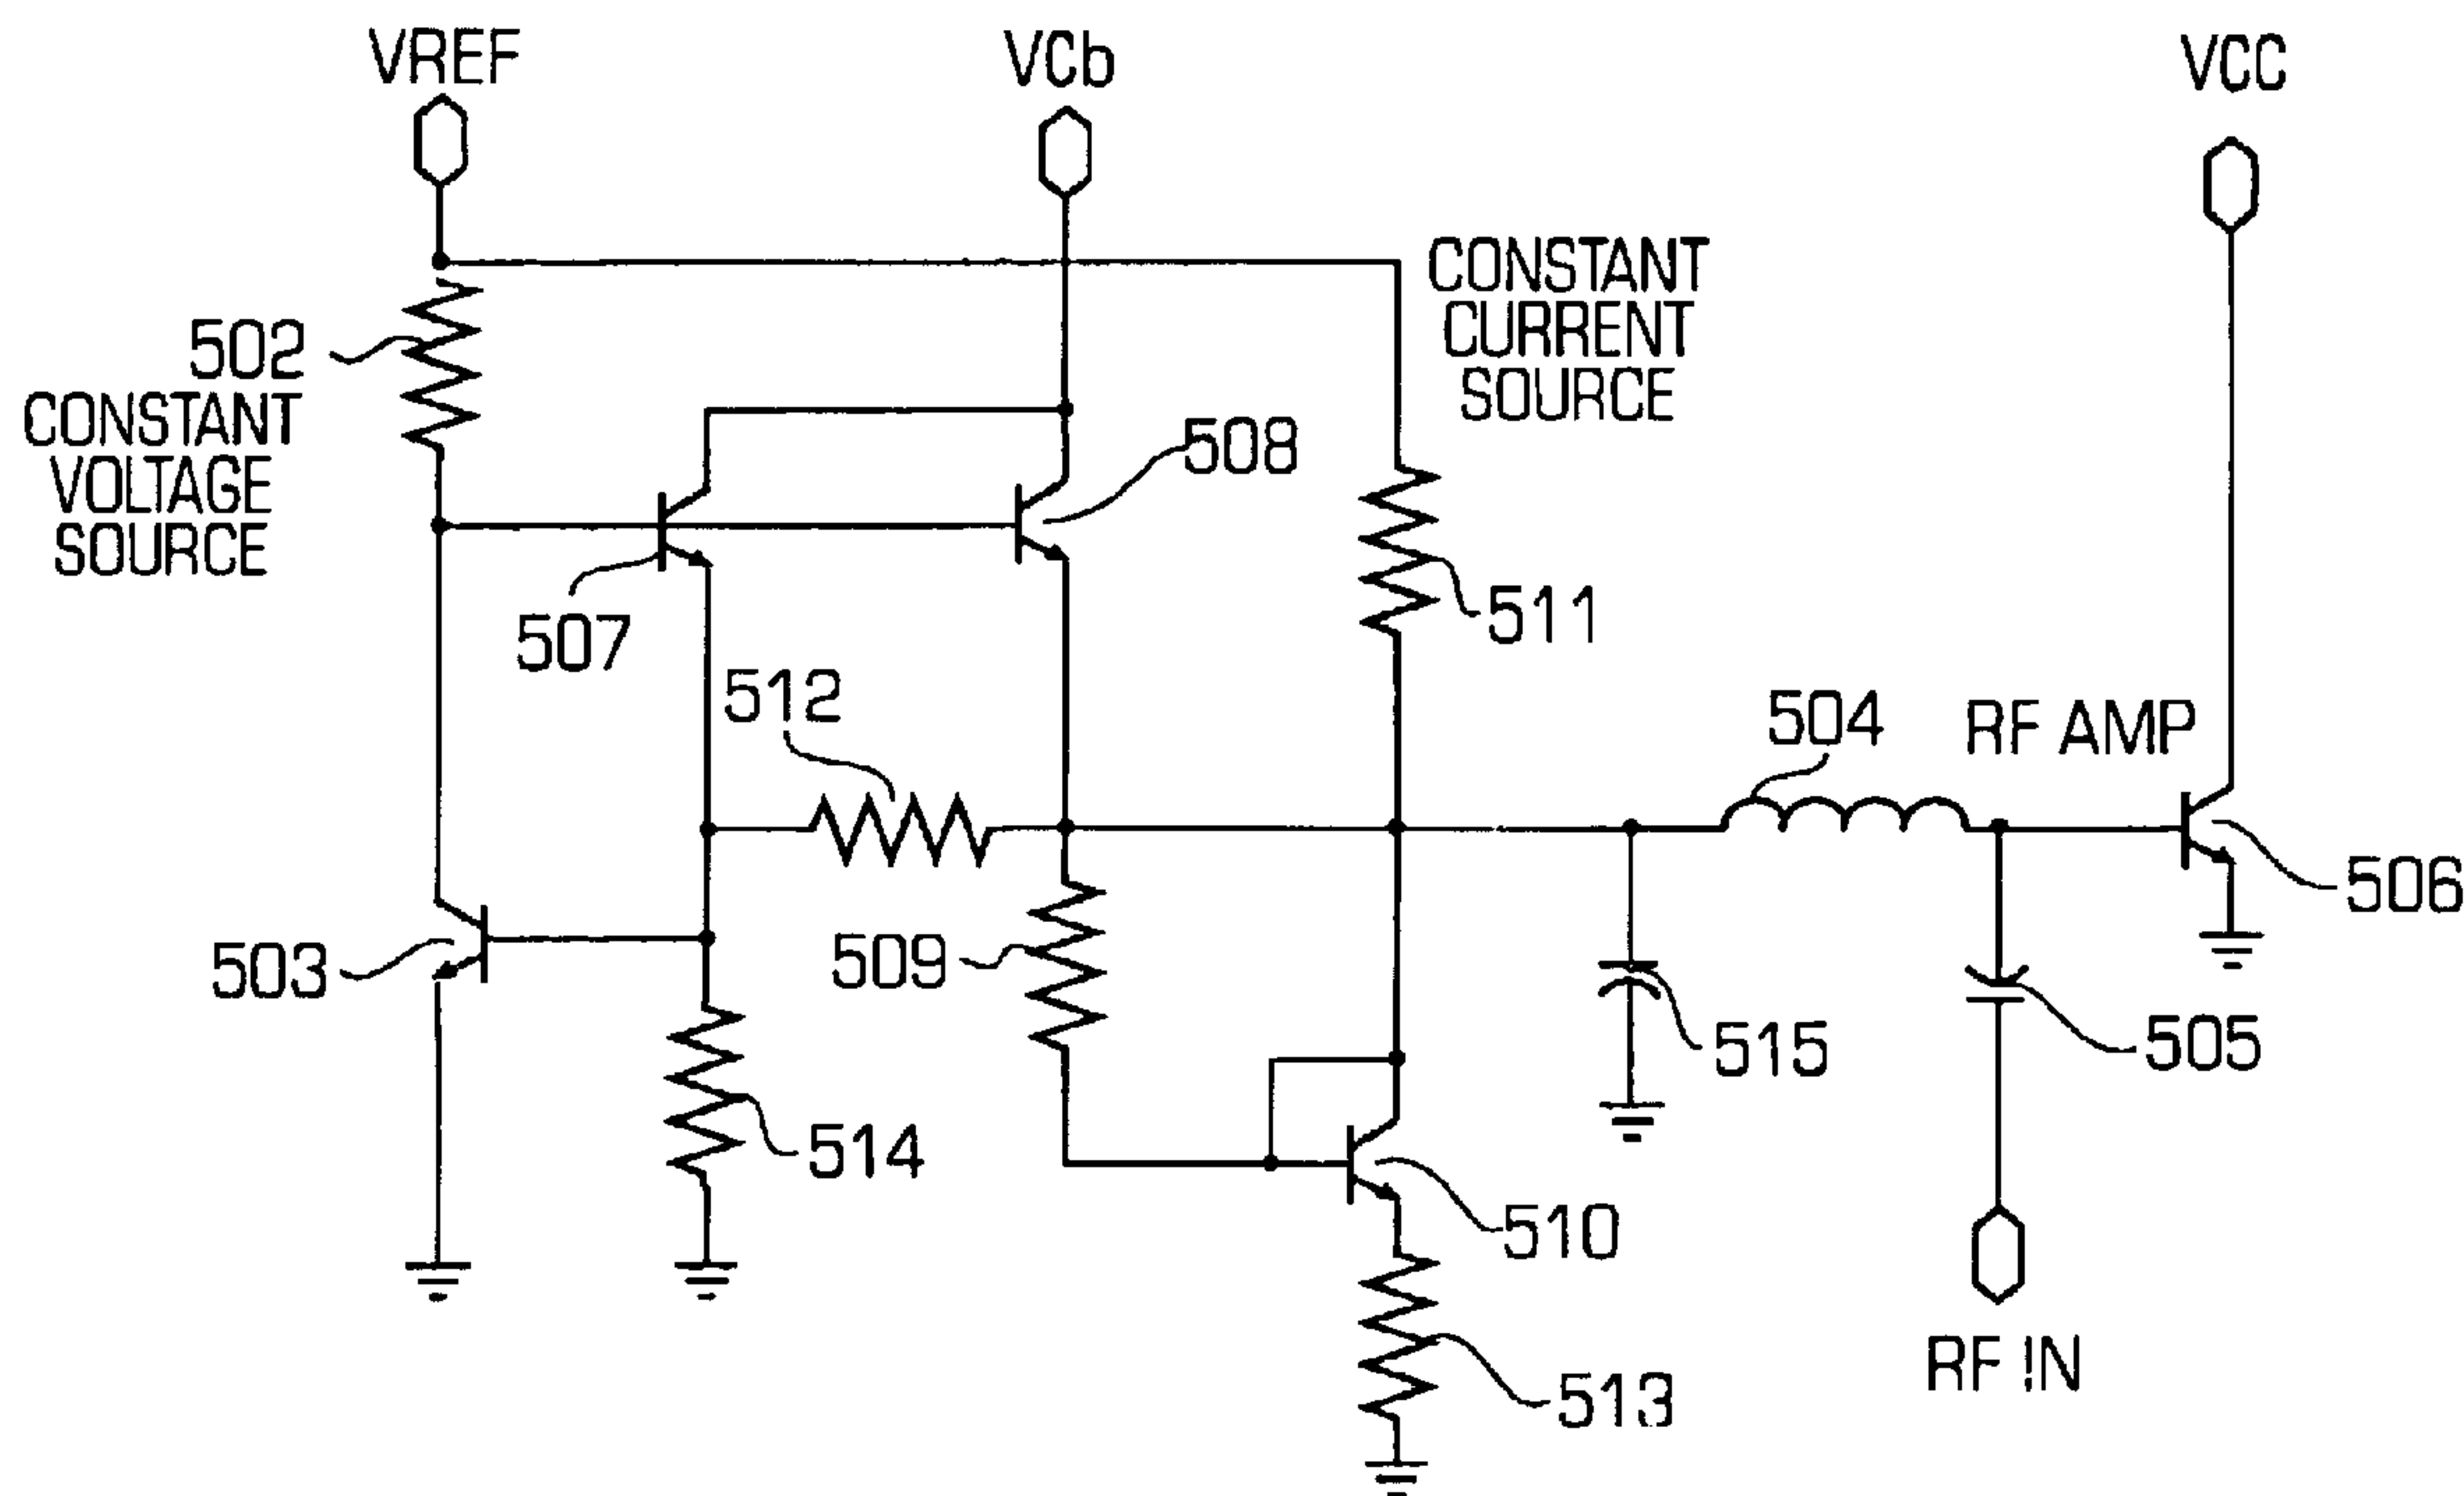 VREF
VCb
VCC
502
CONSTANT
VOLTAGE
SOURCE
CONSTANT
CURRENT
SOURCE
508
507
511
512
504
RF AMP
506
503
509
515
505
514
510
513
RF IN